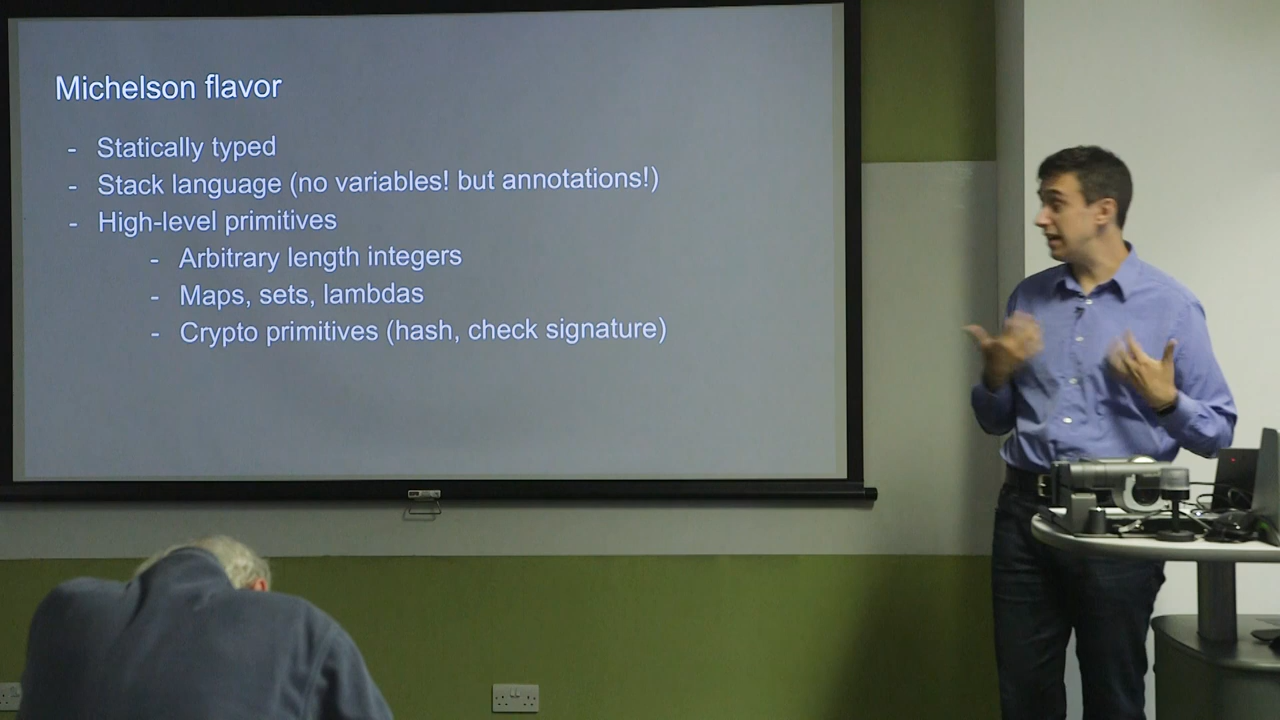 Michelson flavor
- Statically typed
- Stack language (no variables! but annotations!)
- High-level primitives
- Arbitrary length integers
- Maps, sets, lambdas
- Crypto primitives (hash, check signature)